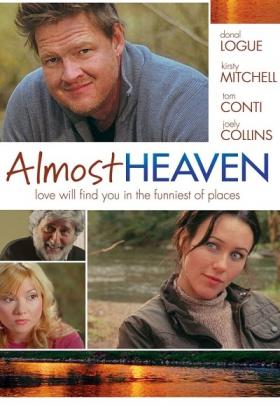 donal
LOGUE
kirsty
MITCHELL
tom
CONTI
joely
COLLINS
Almost HEAVEN
love will find you in the funniest of places